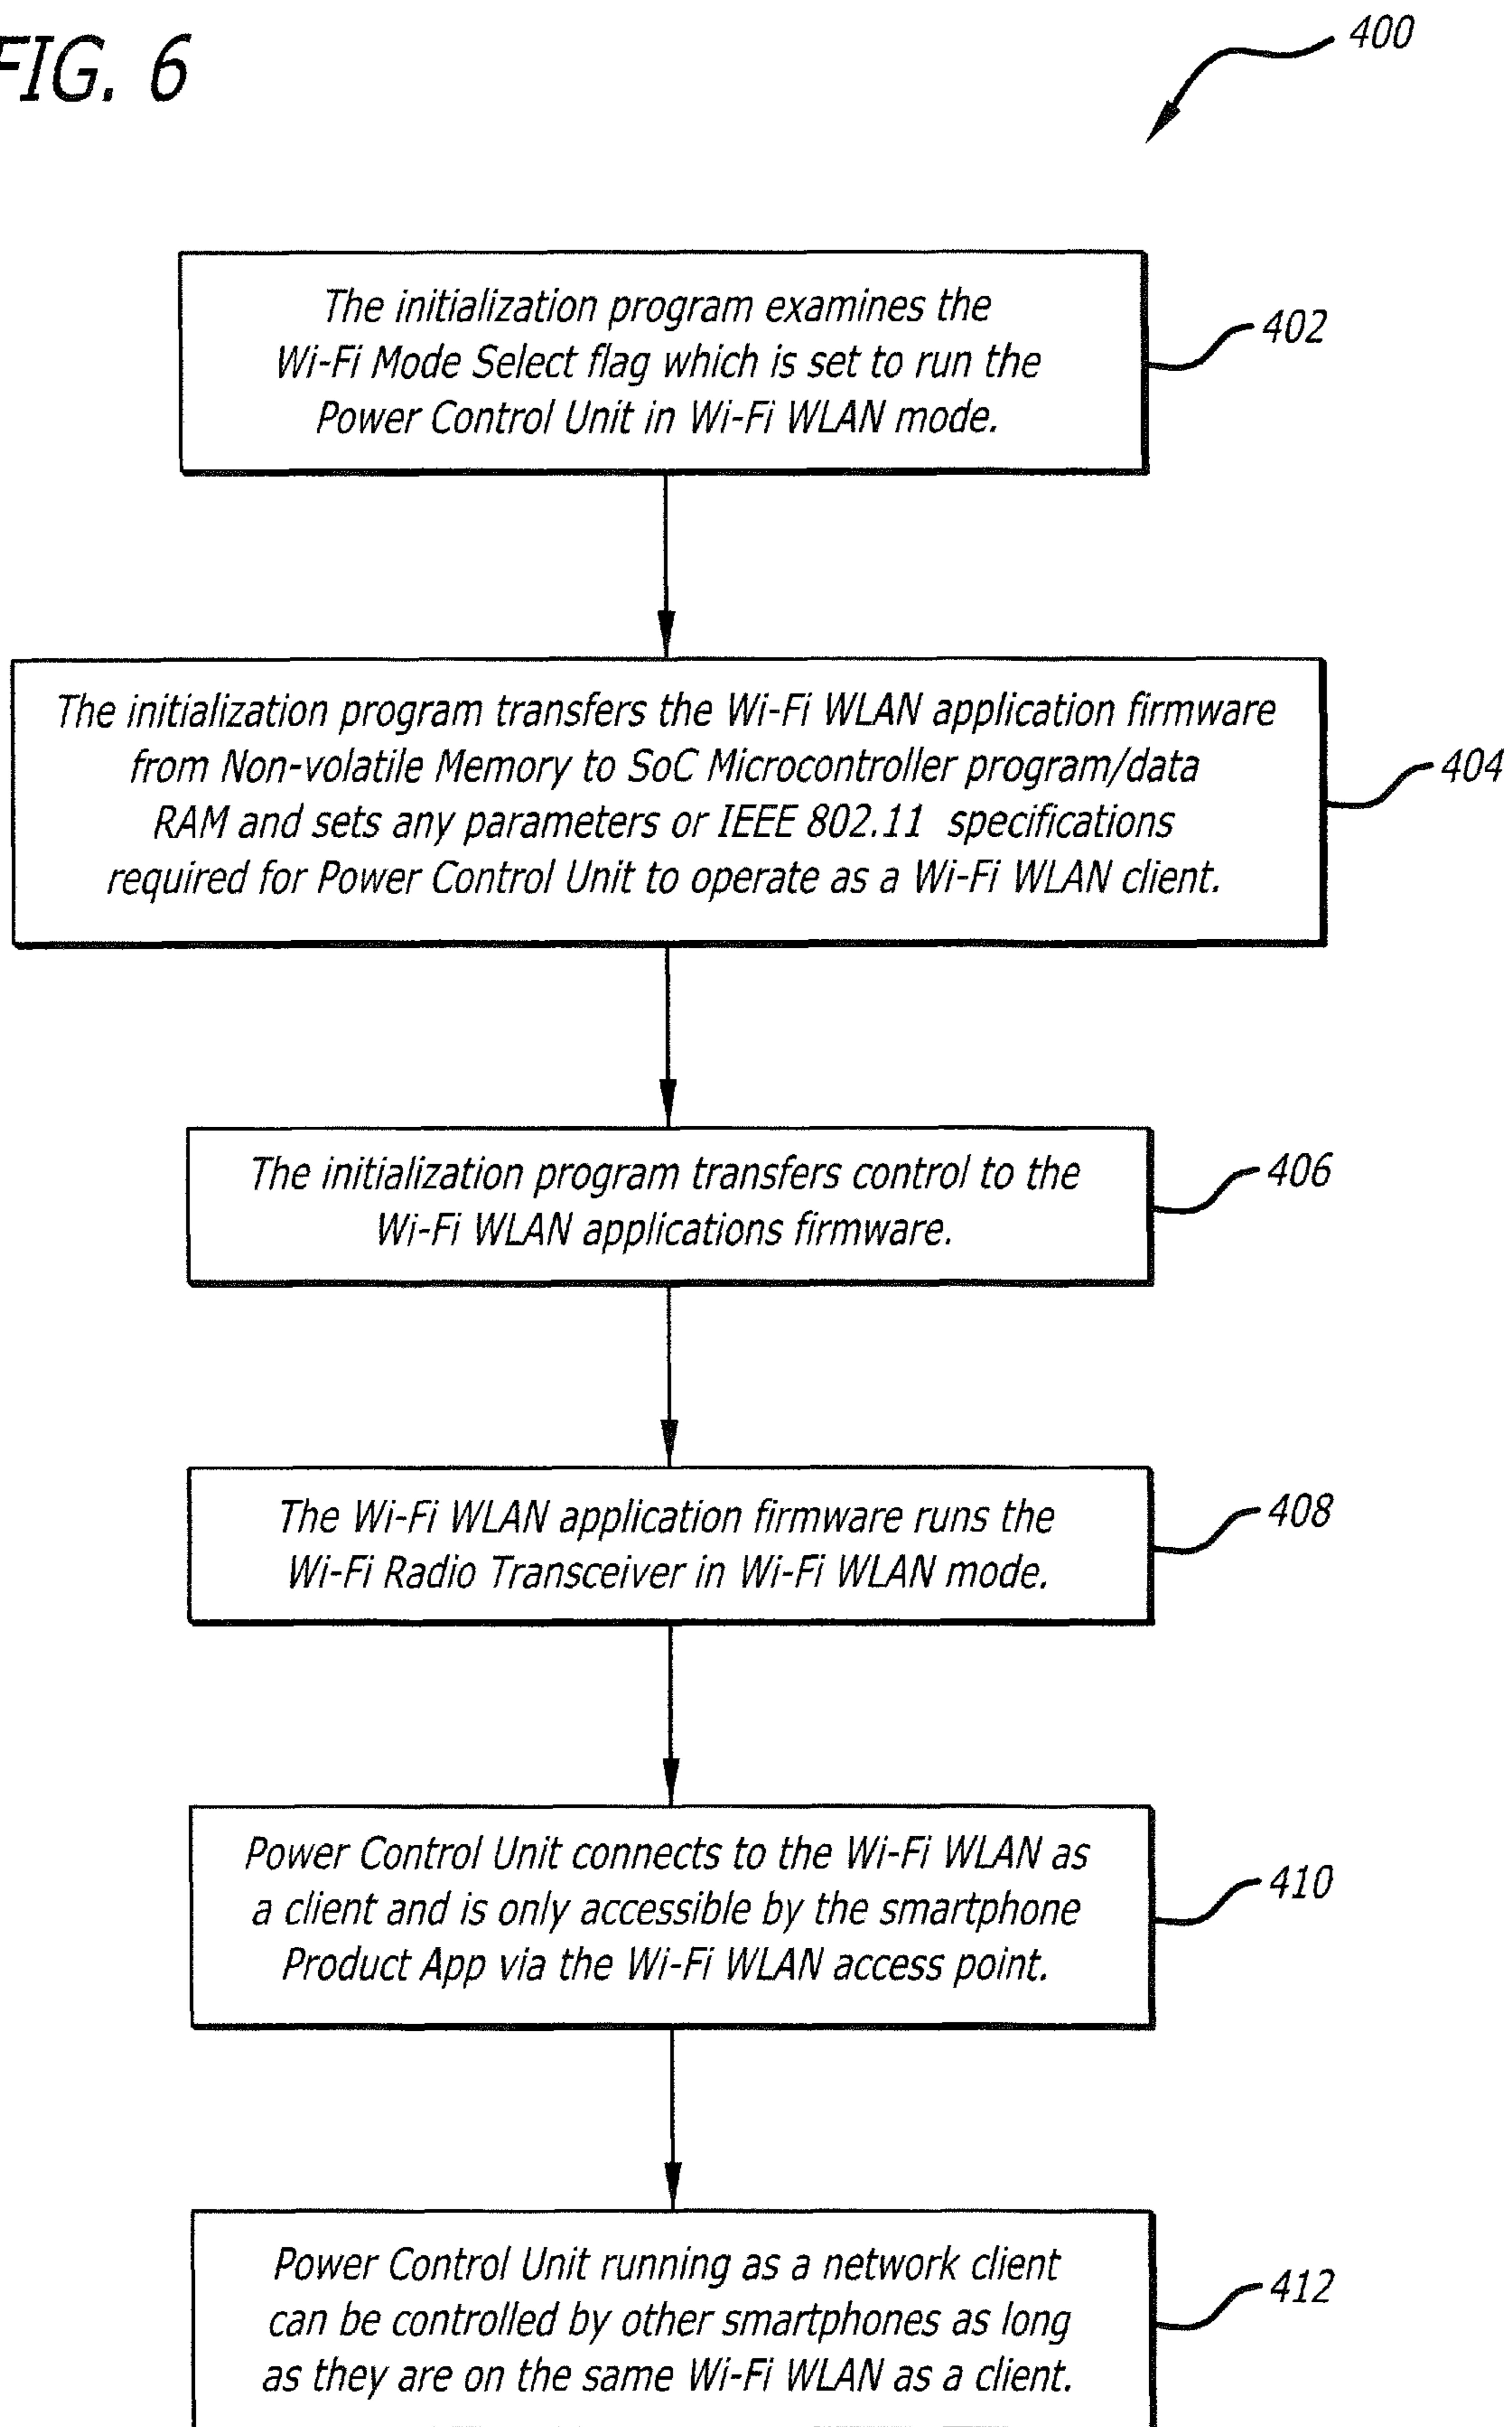 FIG. 6
400
The initialization program examines the
Wi-Fi Mode Select flag which is set to run the
Power Control Unit in Wi-Fi WLAN mode.
402
The initialization program transfers the Wi-Fi WLAN application firmware
from Non-volatile Memory to SoC Microcontroller program/data
RAM and sets any parameters or IEEE 802.11 specifications
required for Power Control Unit to operate as a Wi-Fi WLAN client.
404
The initialization program transfers control to the
Wi-Fi WLAN applications firmware.
406
The Wi-Fi WLAN application firmware runs the
Wi-Fi Radio Transceiver in Wi-Fi WLAN mode.
408
Power Control Unit connects to the Wi-Fi WLAN as
a client and is only accessible by the smartphone
Product App via the Wi-Fi WLAN access point.
410
Power Control Unit running as a network client
can be controlled by other smartphones as long
as they are on the same Wi-Fi WLAN as a client.
412